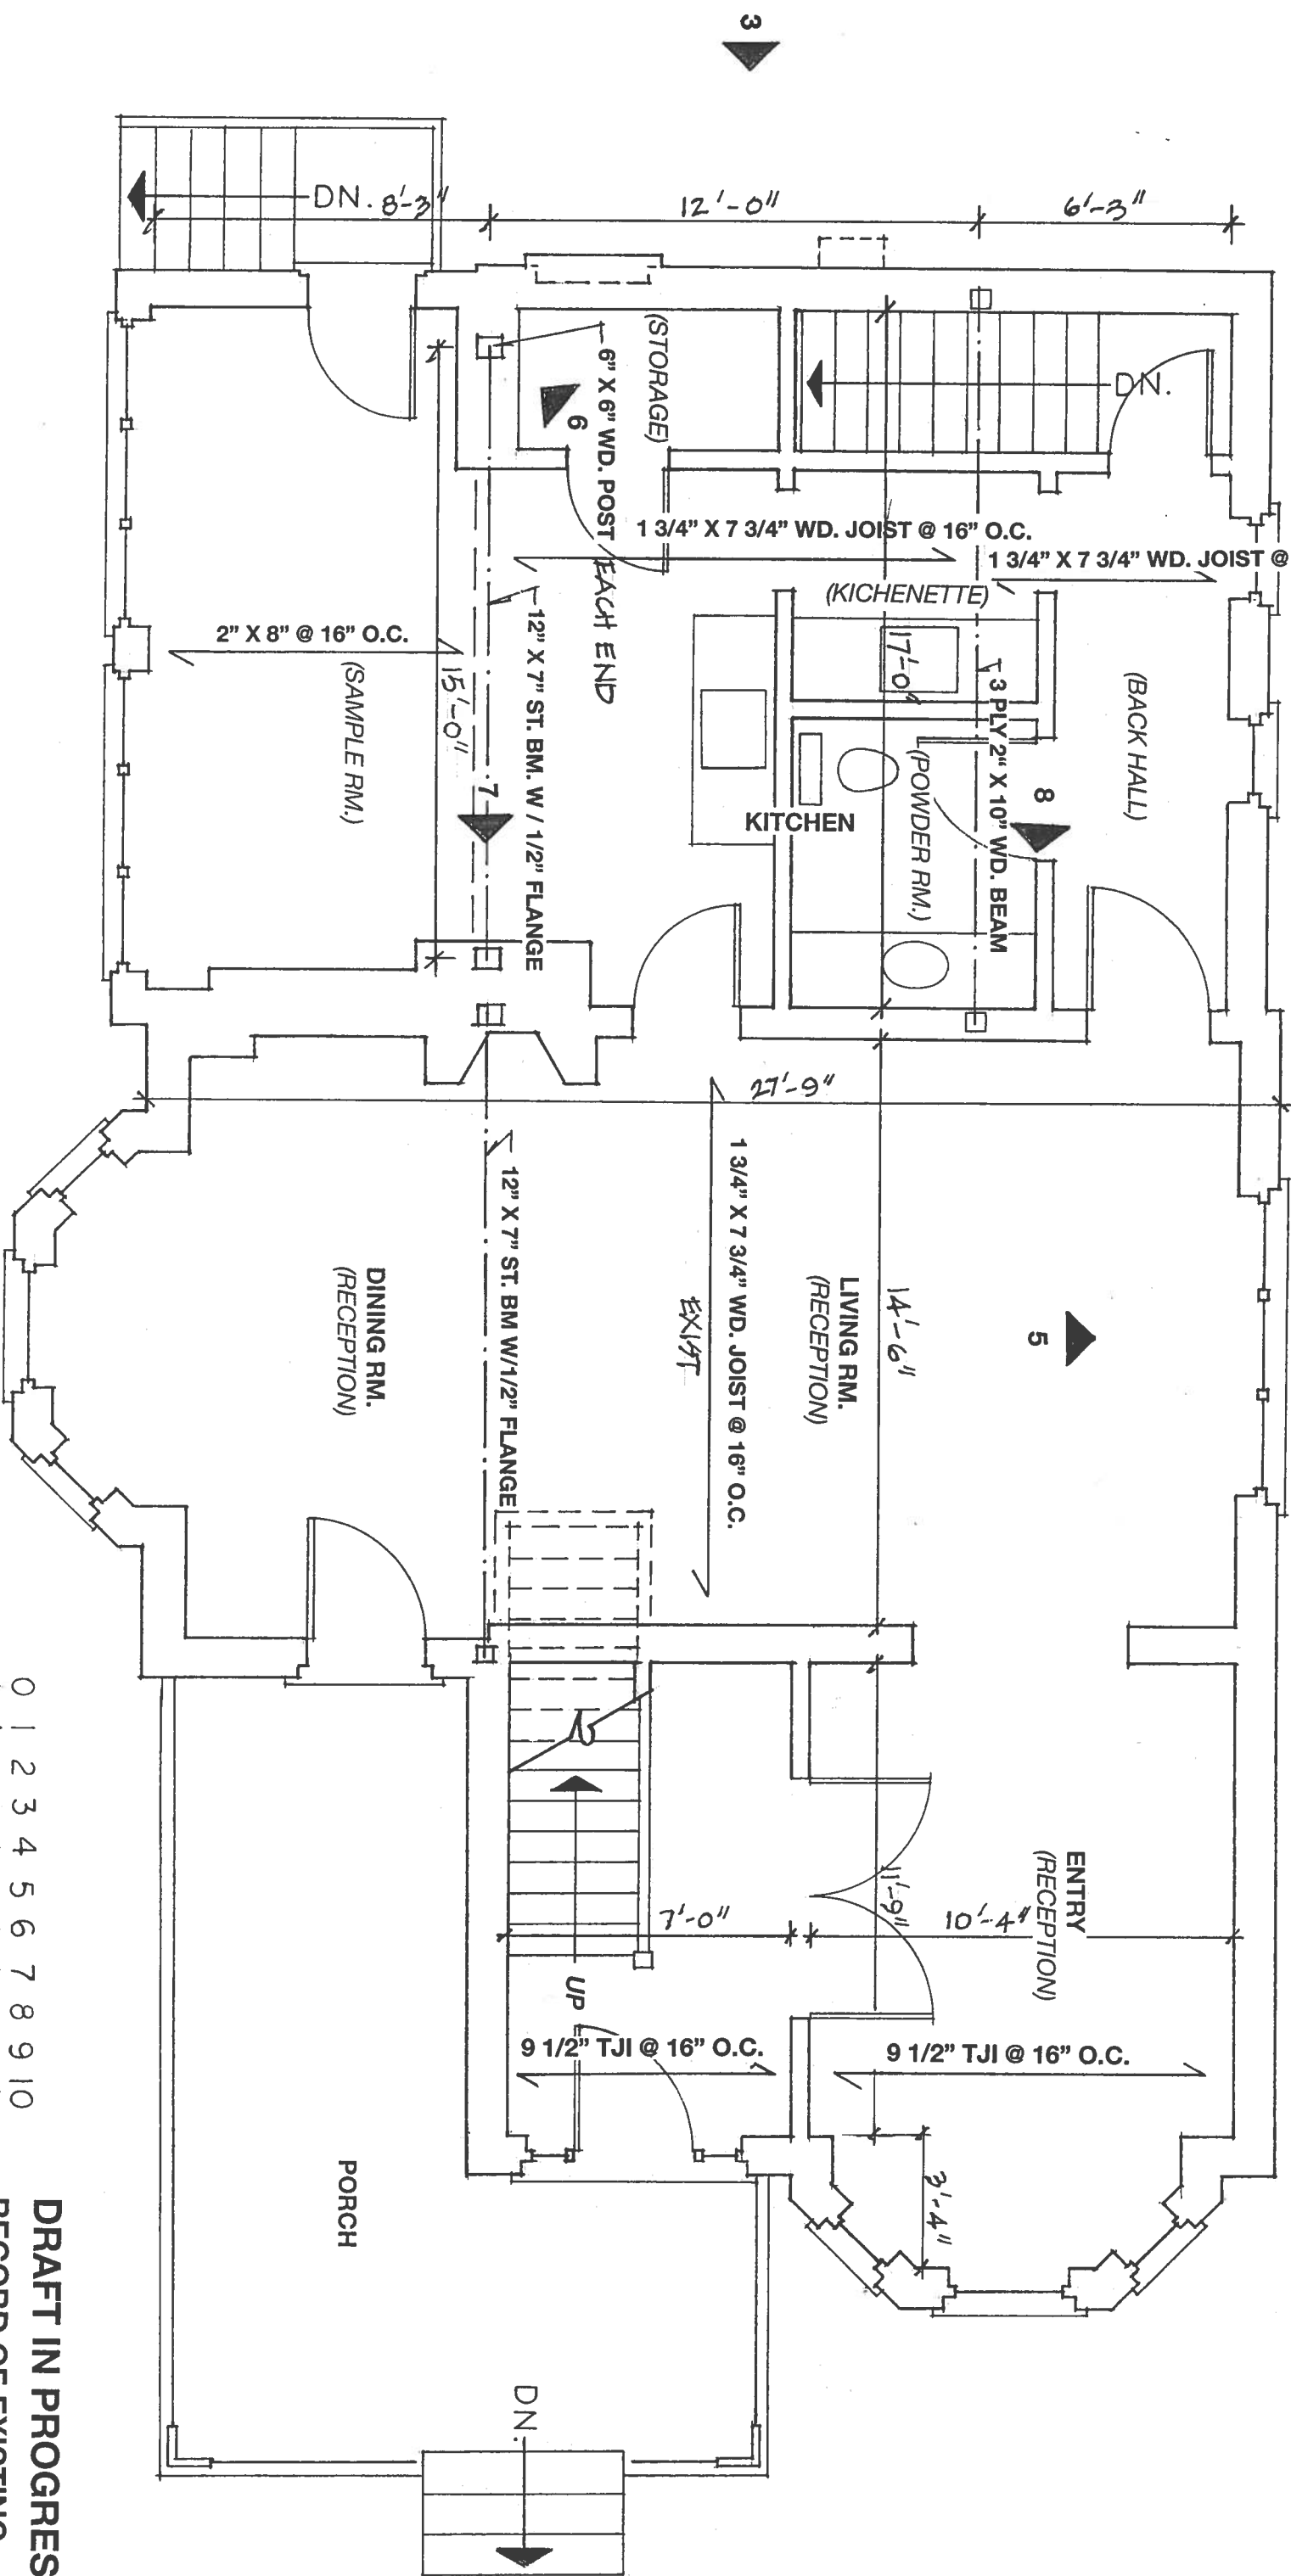 3
DN.
8'-3"
12'-0"
6'-3"
(STORAGE)
6
6" X 6" WD. POST
EACH END
DN.
1 3/4" X 7 3/4" WD. JOIST @ 16" O.C.
1 3/4" X 7 3/4" WD. JOIST @
(KICHENETTE)
2" X 8" @ 16" O.C.
15'-0"
(SAMPLE RM.)
12" X 7" ST. BM. W / 1/2" FLANGE
7
17'-0"
3 PLY 2" X 10" WD. BEAM
(POWDER RM.)
8
(BACK HALL)
KITCHEN
27'-9"
12" X 7" ST. BM W/1/2" FLANGE
1 3/4" X 7 3/4" WD. JOIST @ 16" O.C.
EXIST
DINING RM.
(RECEPTION)
LIVING RM.
(RECEPTION)
14'-6"
5
ENTRY
(RECEPTION)
11'-9"
7'-0"
10'-4"
UP
9 1/2" TJI @ 16" O.C.
9 1/2" TJI @ 16" O.C.
3'-4"
PORCH
DN.
0 1 2 3 4 5 6 7 8 9 10
DRAFT IN PROGRES
RECORD OF EXISTING